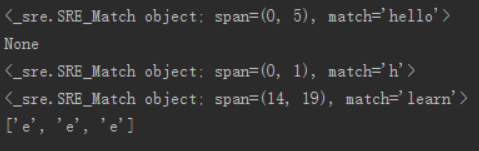 <_sre.SRE_Match object; span=(0, 5), match='hello'>
None
<_sre.SRE_Match object; span=(0, 1), match='h'>
<_sre.SRE_Match object; span=(14, 19), match='learn'>
['e', 'e', 'e']